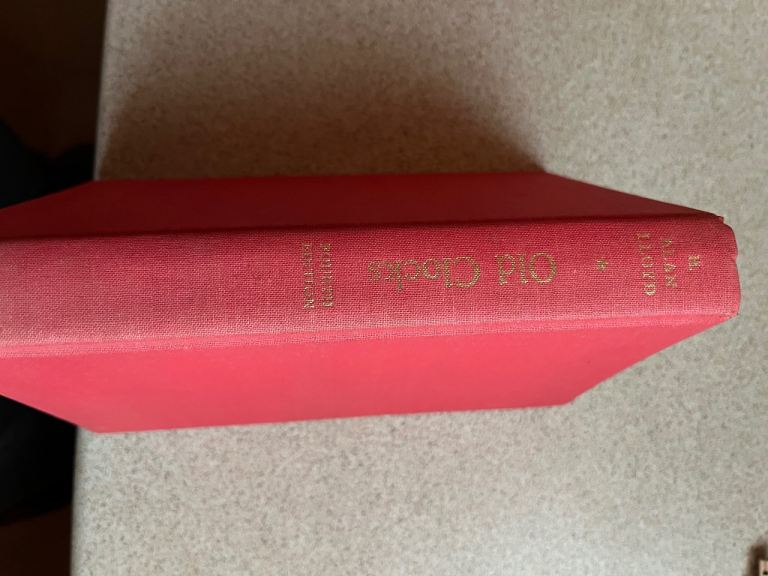 H.
ALAN
LLOYD
*
Old Clocks
FOURTH
EDITION